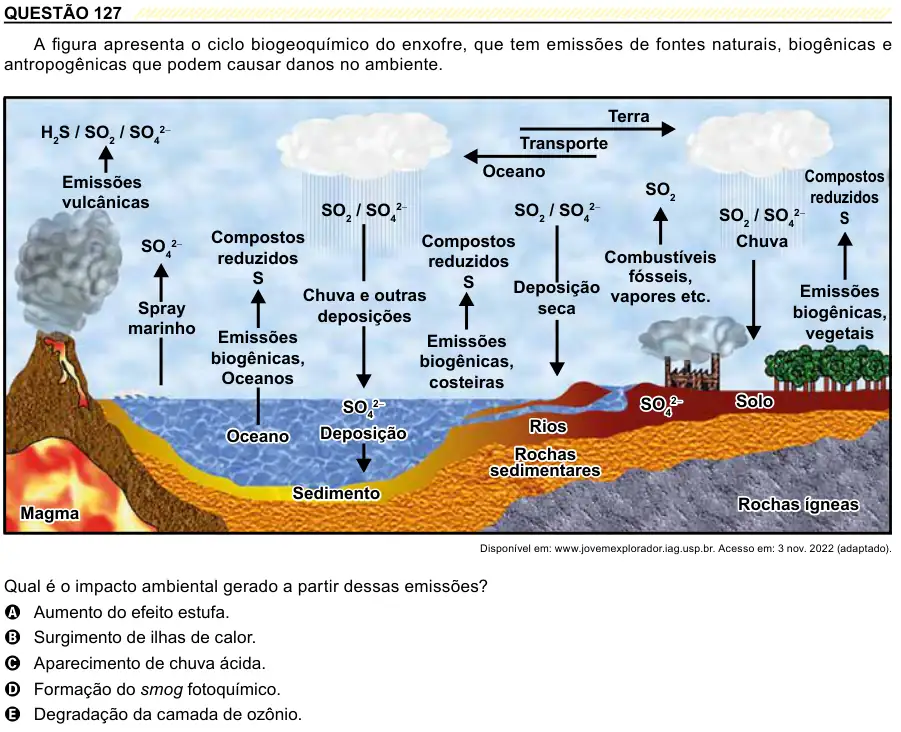 QUESTÃO 127
A figura apresenta o ciclo biogeoquímico do enxofre, que tem emissões de fontes naturais, biogênicas e
antropogênicas que podem causar danos no ambiente.
H₂S / SO₂ / SO₄²⁻
Emissões
vulcânicas
SO₄²⁻
Spray
marinho
Compostos
reduzidos
S
Emissões
biogênicas,
Oceanos
Oceano
SO₂ / SO₄²⁻
Chuva e outras
deposições
SO₄²⁻
Deposição
Sedimento
Compostos
reduzidos
S
Emissões
biogênicas,
costeiras
Terra
Transporte
Oceano
SO₂ / SO₄²⁻
Deposição
seca
Rios
Rochas
sedimentares
SO₂
Combustíveis
fósseis,
vapores etc.
SO₄²⁻
SO₂ / SO₄²⁻
Chuva
Solo
Compostos
reduzidos
S
Emissões
biogênicas,
vegetais
Magma
Rochas ígneas
Disponível em: www.jovemexplorador.iag.usp.br. Acesso em: 3 nov. 2022 (adaptado).
Qual é o impacto ambiental gerado a partir dessas emissões?
A Aumento do efeito estufa.
B Surgimento de ilhas de calor.
C Aparecimento de chuva ácida.
D Formação do smog fotoquímico.
E Degradação da camada de ozônio.